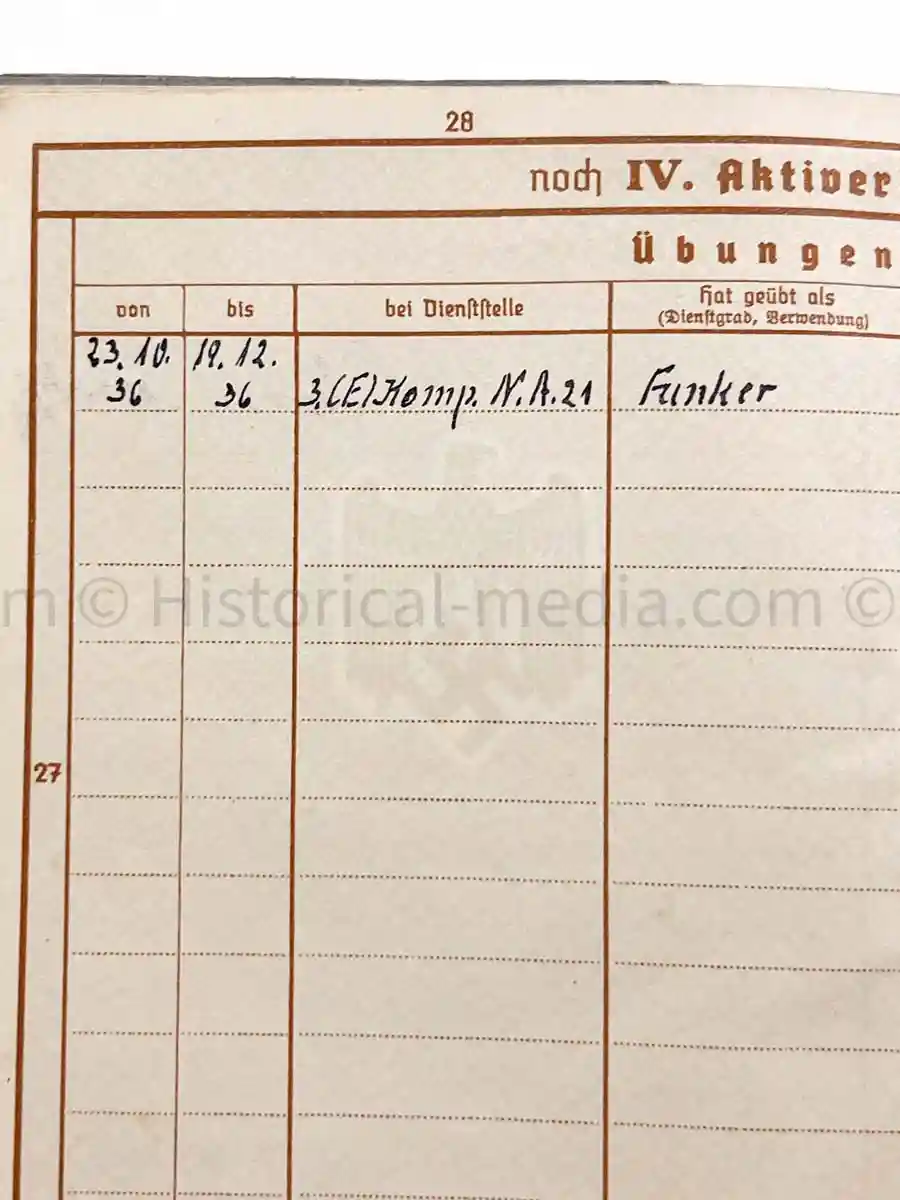 28
noch IV. Aktiver
Übungen
von bis bei Dienststelle Hat geübt als
(Dienstgrad, Verwendung)
23.10. 19.12.
36 36 3.(E)Komp. N.A.21 Funker
m © Historical-media.com ©
27